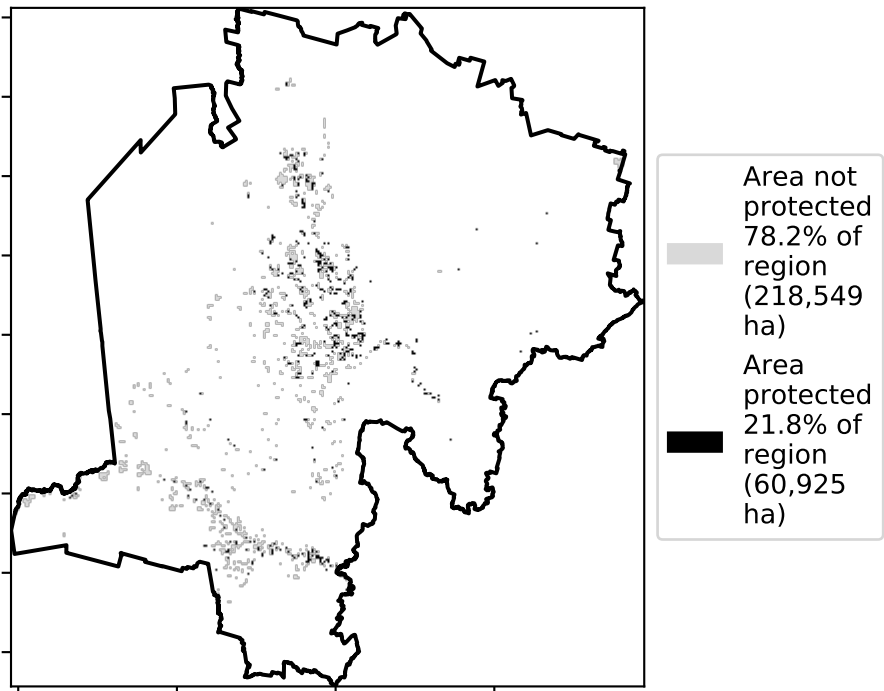 Area not
protected
78.2% of
region
(218,549
ha)
Area
protected
21.8% of
region
(60,925
ha)